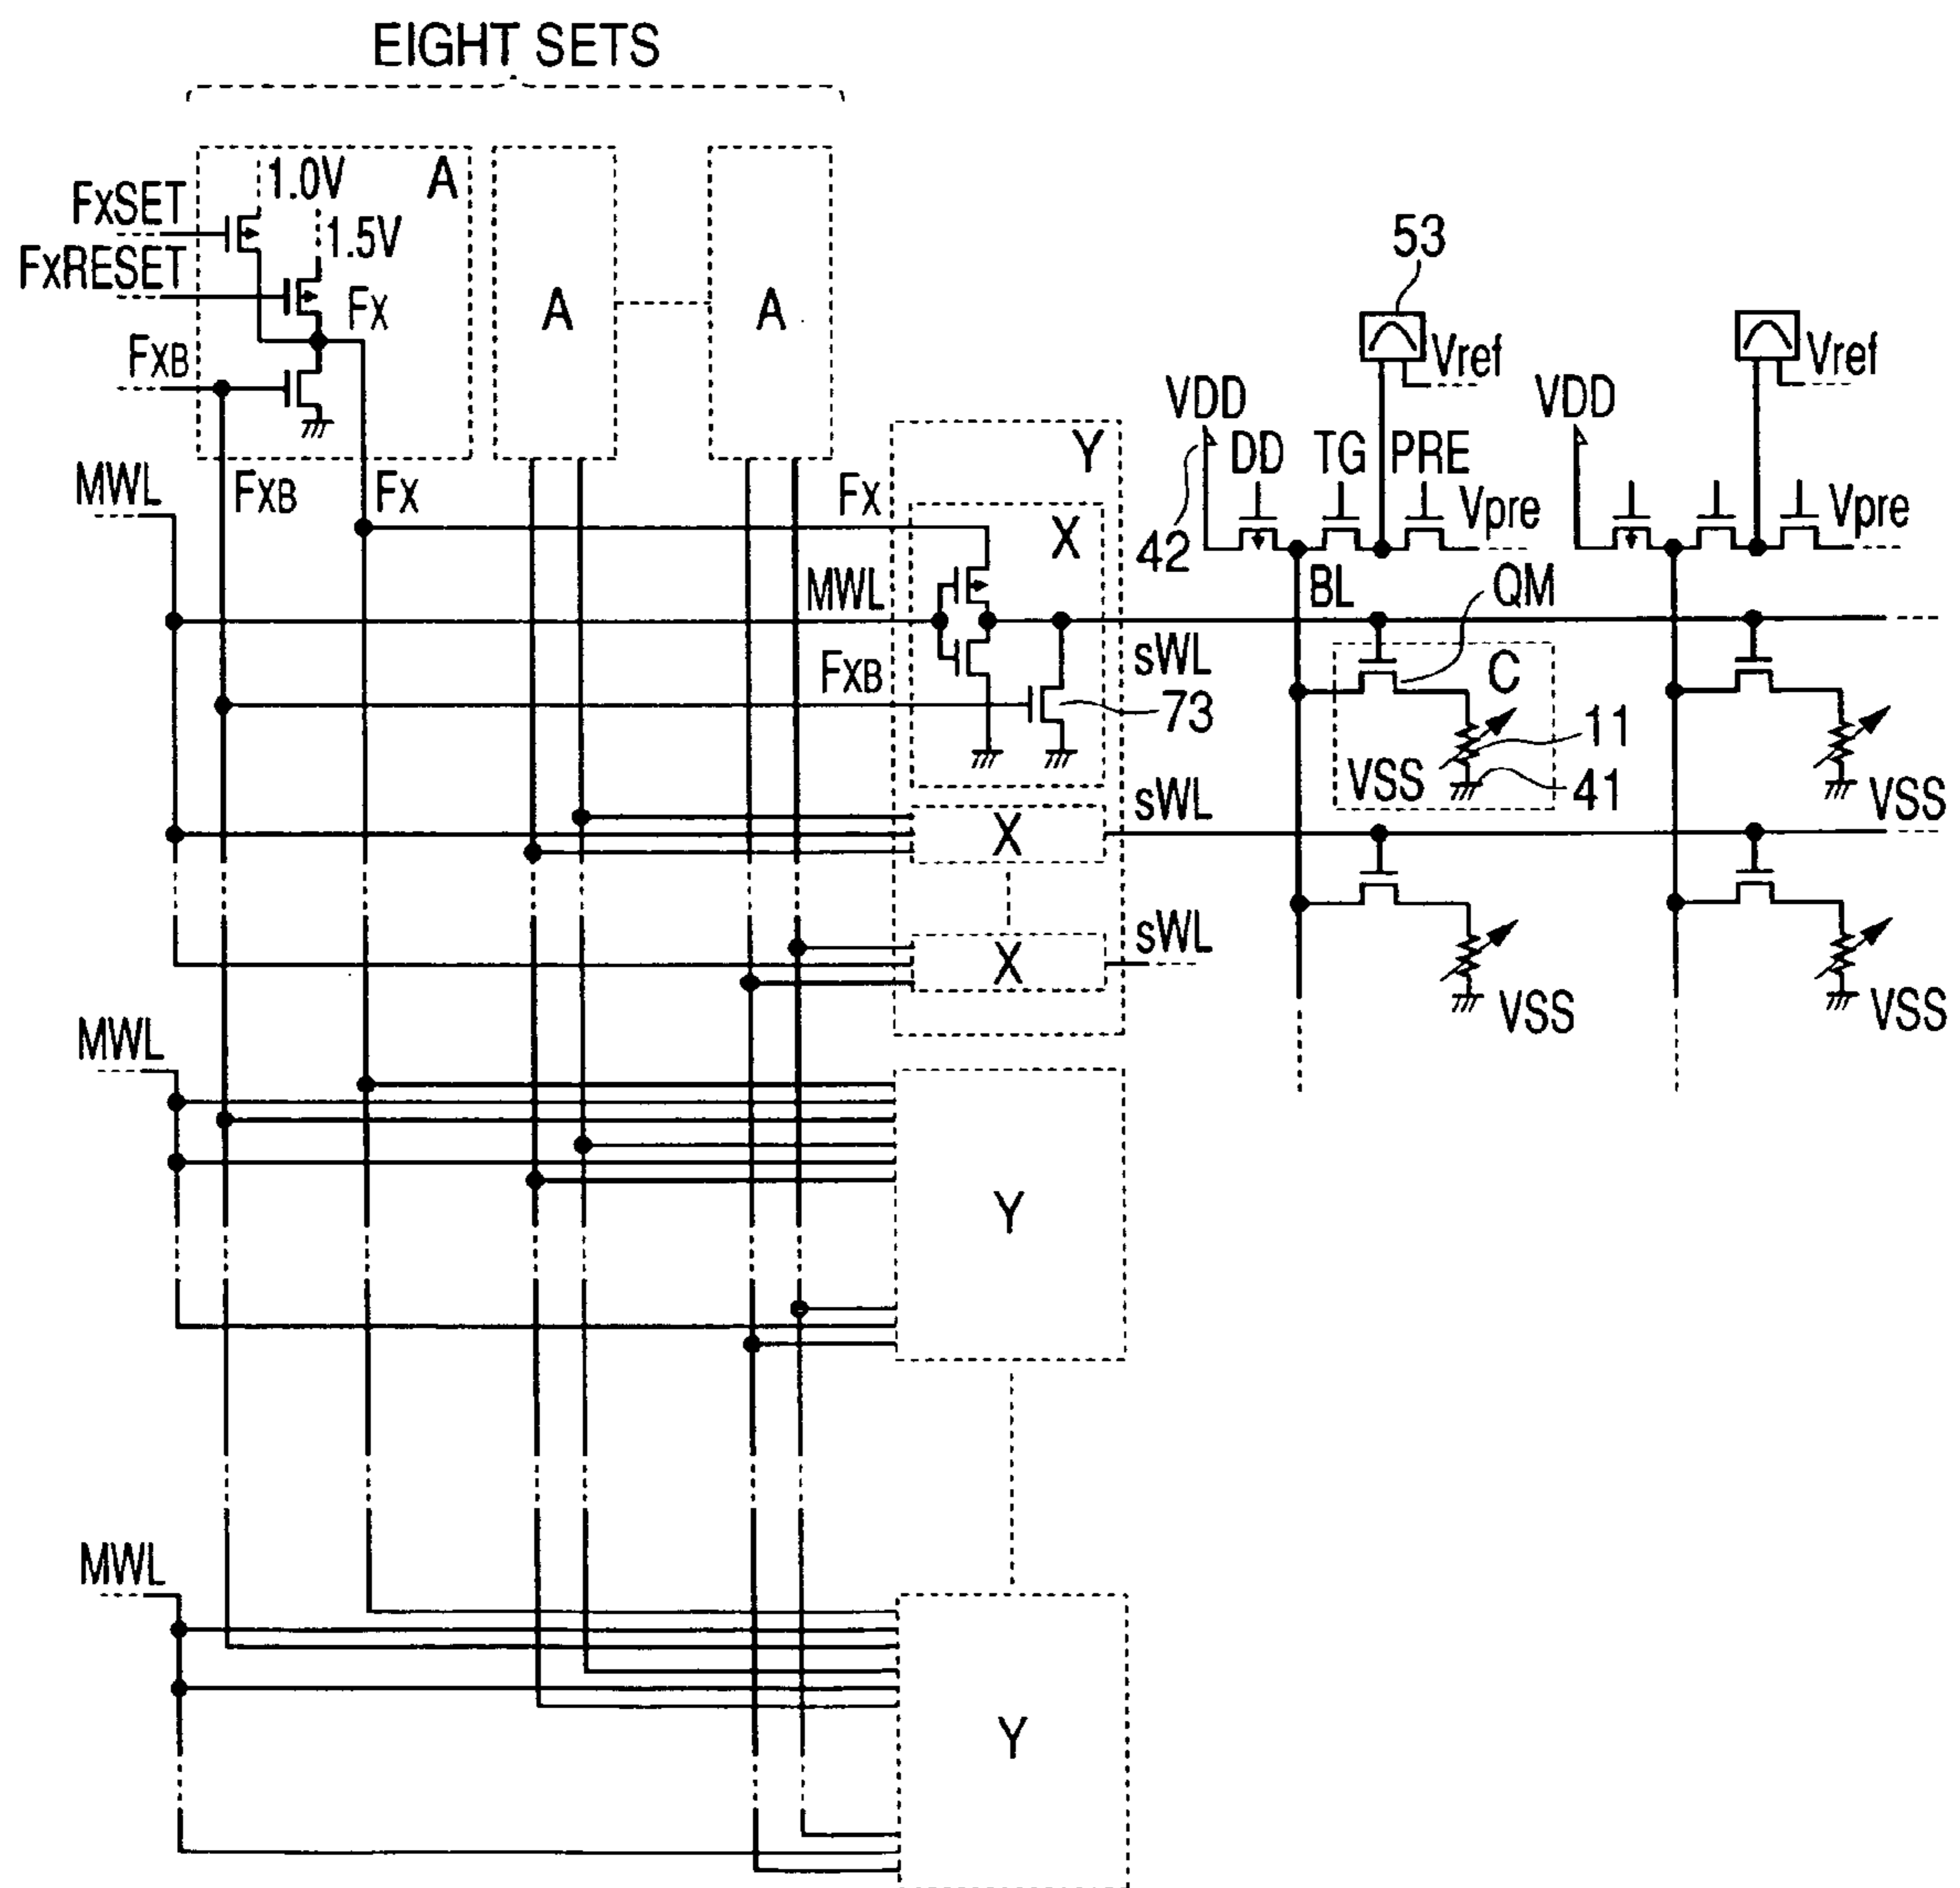 EIGHT SETS
1.0V
A
FxSET
1.5V
FxRESET
Fx
A
A
FxB
53
Vref
Vref
VDD
VDD
DD
TG
PRE
Y
MWL
FxB
Fx
Fx
Vpre
Vpre
X
42
MWL
BL
QM
FxB
sWL
C
73
11
VSS
41
VSS
sWL
X
sWL
X
VSS
VSS
MWL
Y
MWL
Y